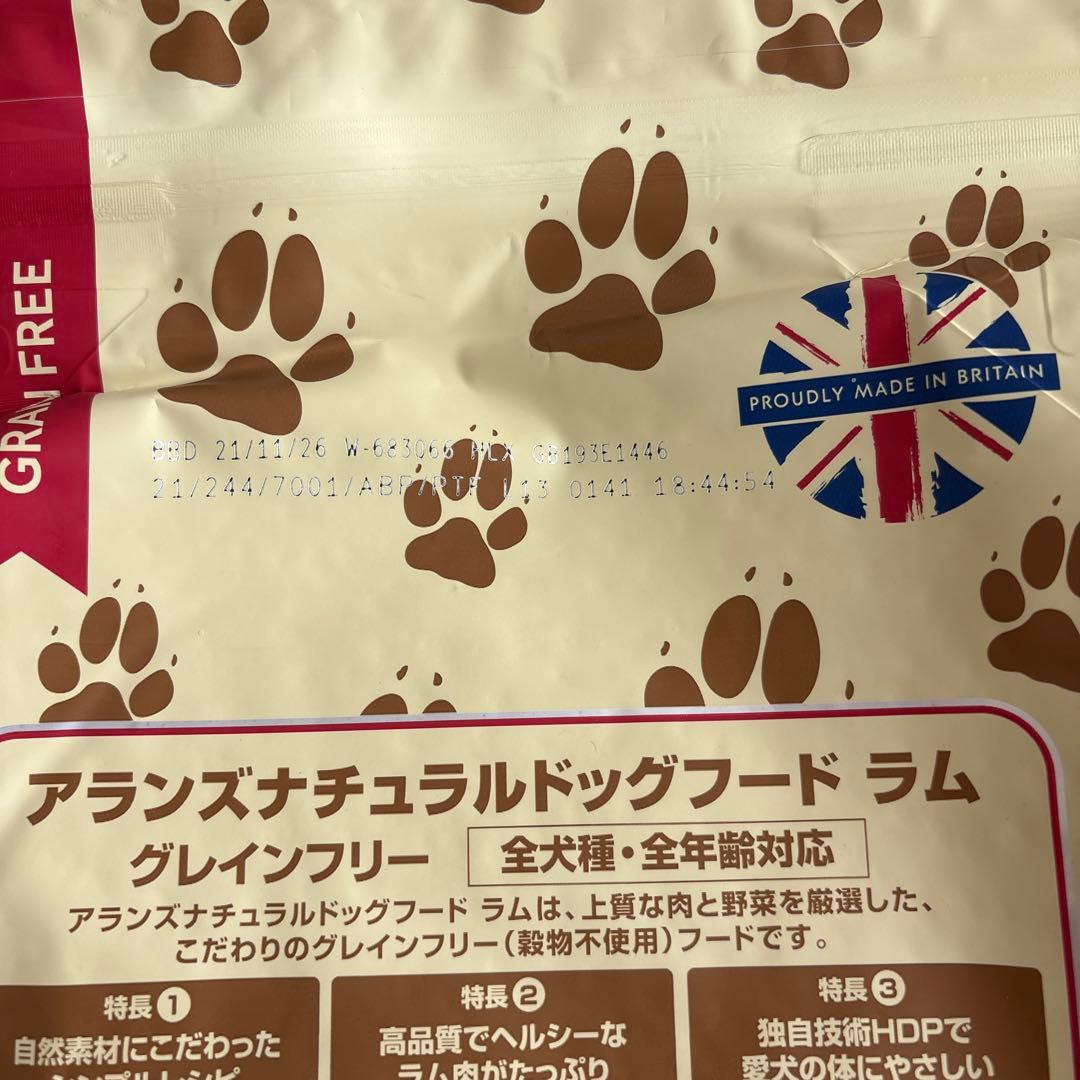 GRAIN FREE
PROUDLY MADE IN BRITAIN
BBD 21/11/26 W-683066 NLX GB193E1446
21/244/7001/ABP/PTF L13 0141 18:44:54
アランズナチュラルドッグフード ラム
グレインフリー 全犬種・全年齢対応
アランズナチュラルドッグフード ラムは、上質な肉と野菜を厳選した、
こだわりのグレインフリー（穀物不使用）フードです。
特長①
自然素材にこだわった
シンプルレシピ
特長②
高品質でヘルシーな
ラム肉がたっぷり
特長③
独自技術HDPで
愛犬の体にやさしい